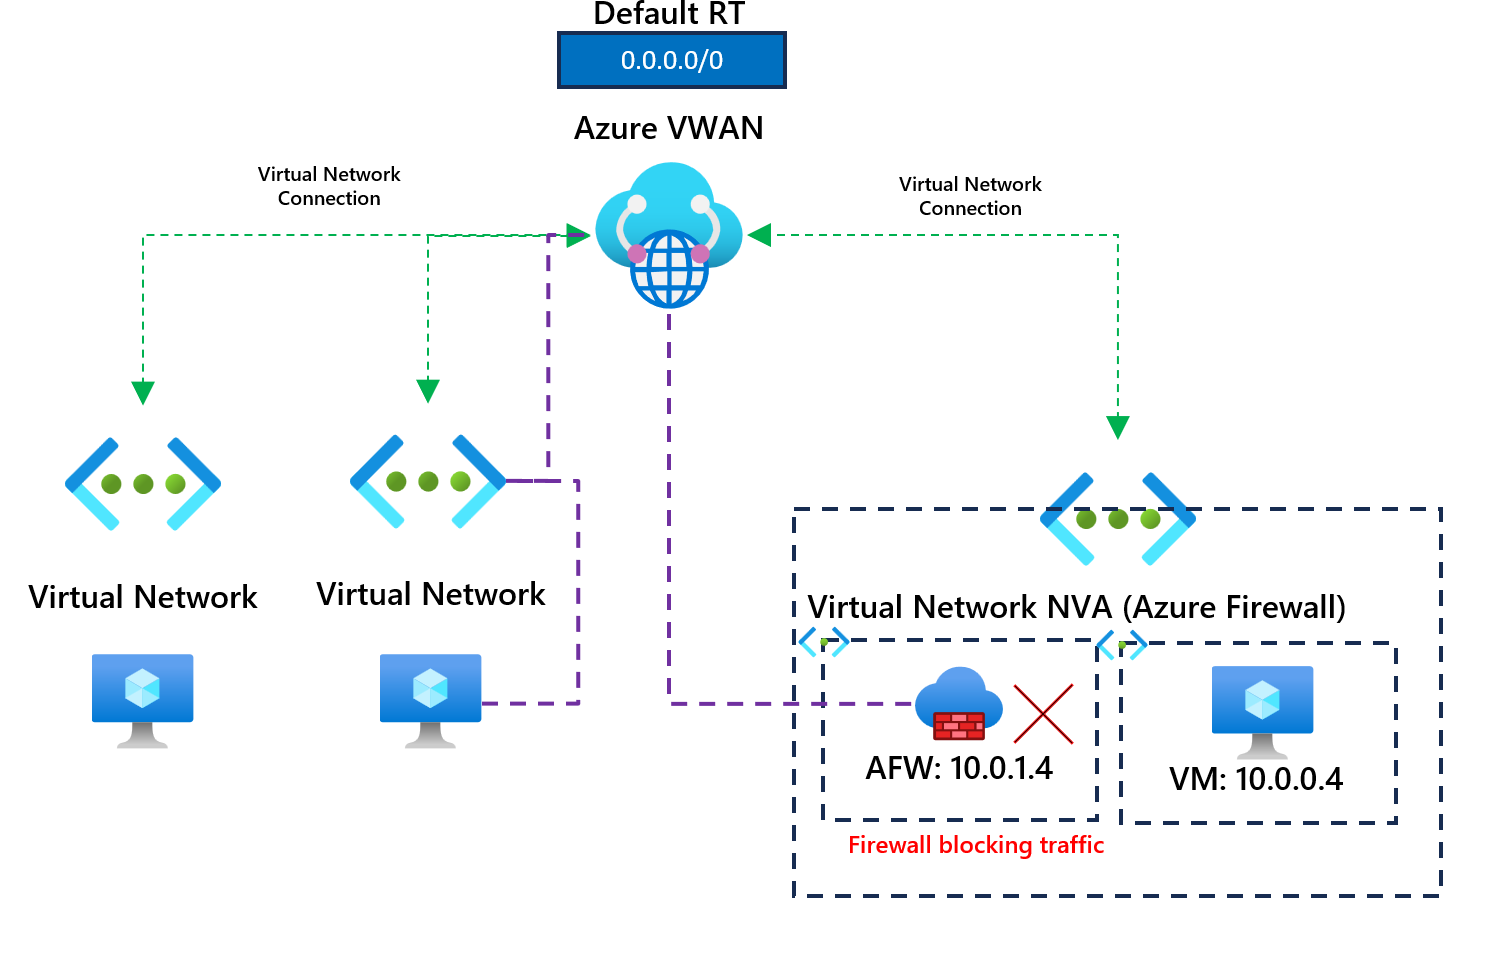 Default RT
0.0.0.0/0
Azure VWAN
Virtual Network
Connection
Virtual Network
Connection
Virtual Network
Virtual Network
Virtual Network NVA (Azure Firewall)
AFW: 10.0.1.4
VM: 10.0.0.4
Firewall blocking traffic